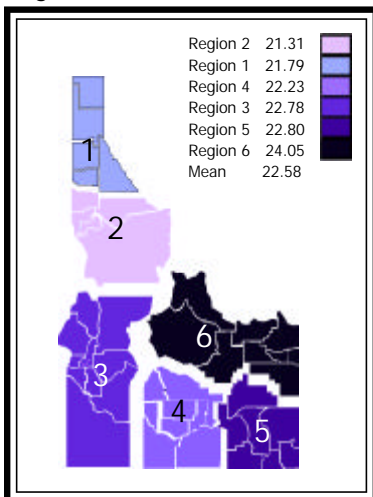 Region 2 21.31
Region 1 21.79
Region 4 22.23
Region 3 22.78
Region 5 22.80
Region 6 24.05
Mean 22.58
1
2
6
3
4
5